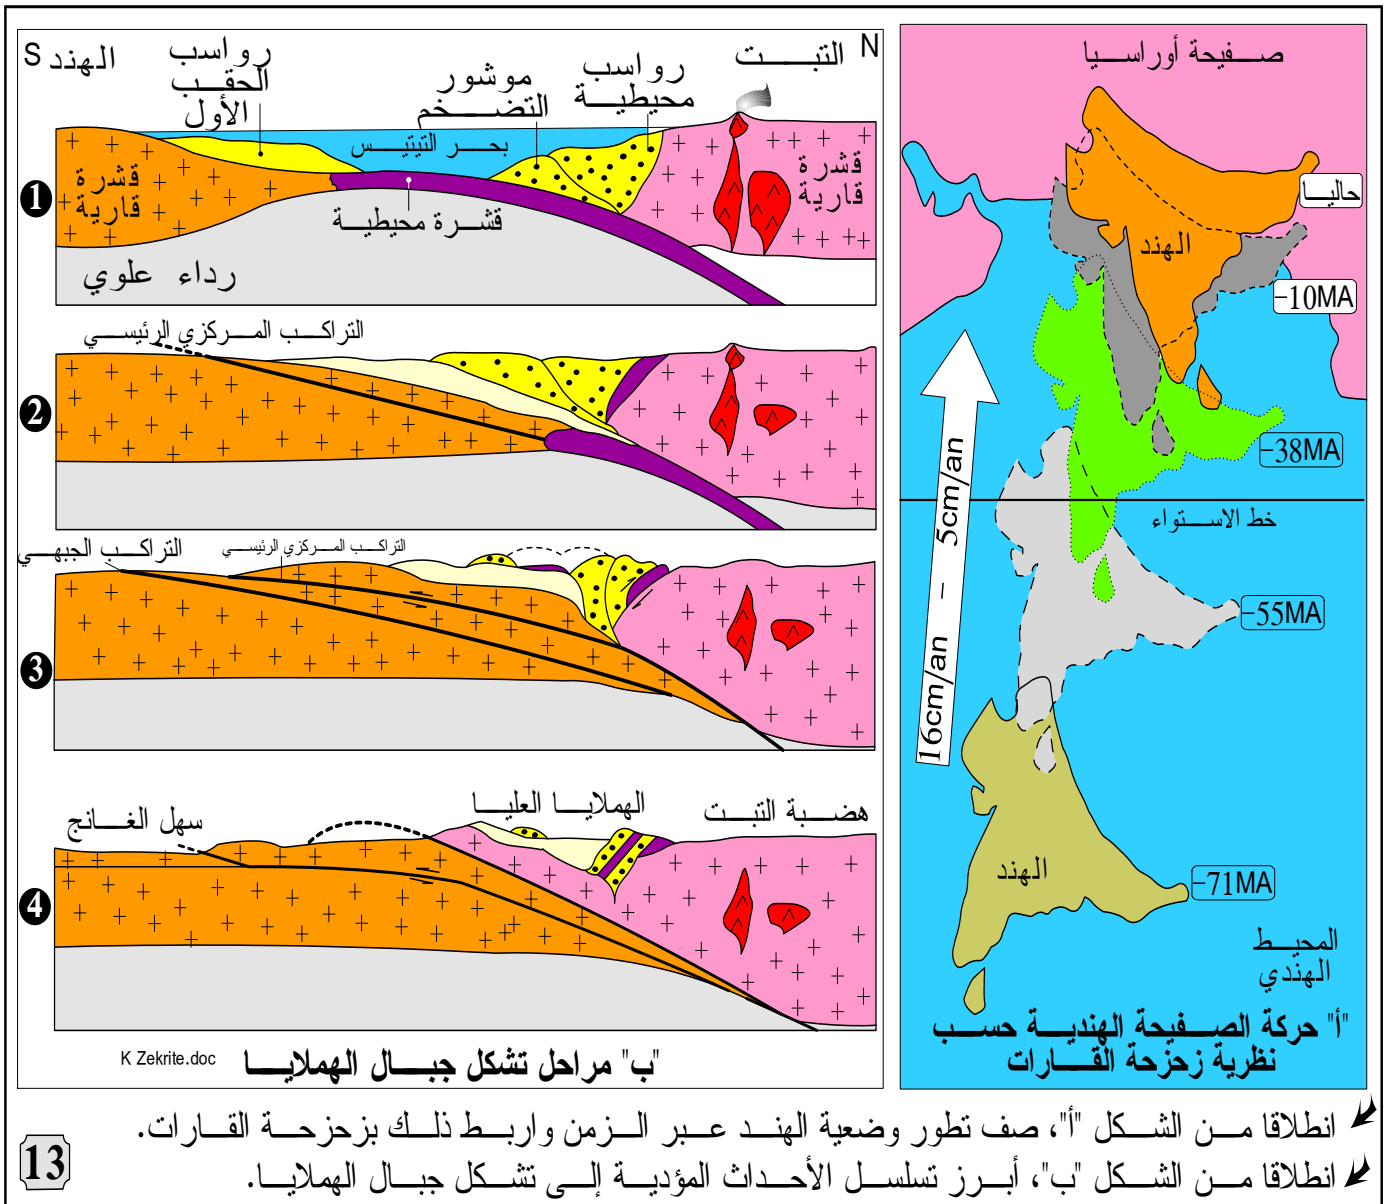 S الهند
رواسب
الحقب
الأول
موشور
التضخم
رواسب
محيطية
التبت N
بحر التيتيس
قشرة
قارية
قشرة
قارية
قشرة محيطية
رداء علوي
1
التراكب المركزي الرئيسي
2
التراكب الجبهي
التراكب المركزي الرئيسي
3
سهل الغانج
الهملايا العليا
هضبة التبت
4
K Zekrite.doc
"ب" مراحل تشكل جبال الهملايا
صفيحة أوراسيا
حاليا
الهند
-10MA
-38MA
خط الاستواء
-55MA
16cm/an - 5cm/an
الهند
-71MA
المحيط
الهندي
"أ" حركة الصفيحة الهندية حسب
نظرية زحزحة القارات
انطلاقا من الشكل "أ"، صف تطور وضعية الهند عبر الزمن واربط ذلك بزحزحة القارات.
انطلاقا من الشكل "ب"، أبرز تسلسل الأحداث المؤدية إلى تشكل جبال الهملايا.
13